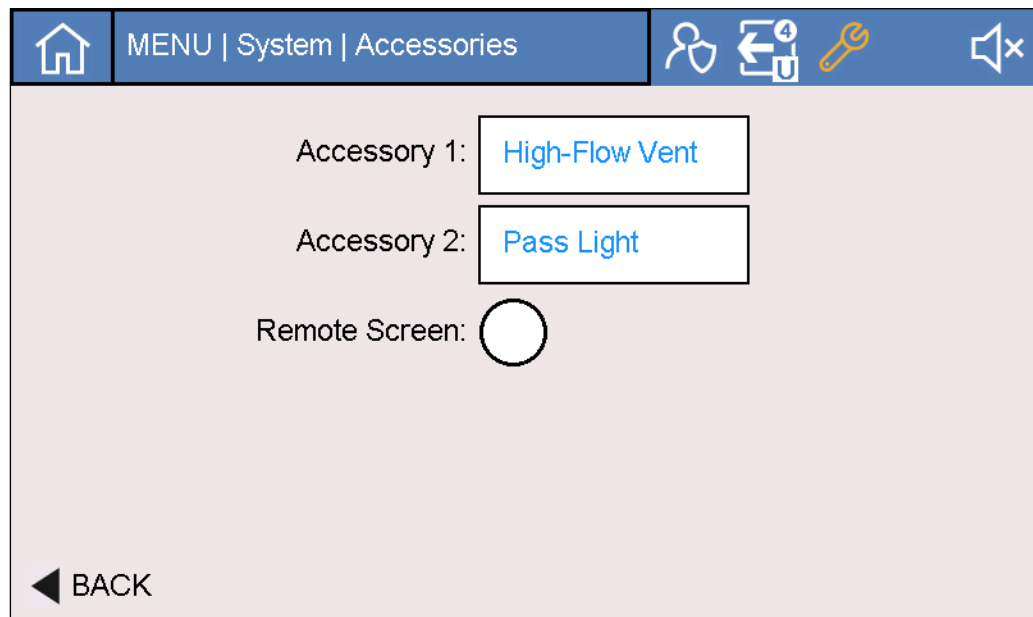 MENU | System | Accessories
4
U
Accessory 1: High-Flow Vent
Accessory 2: Pass Light
Remote Screen:
BACK